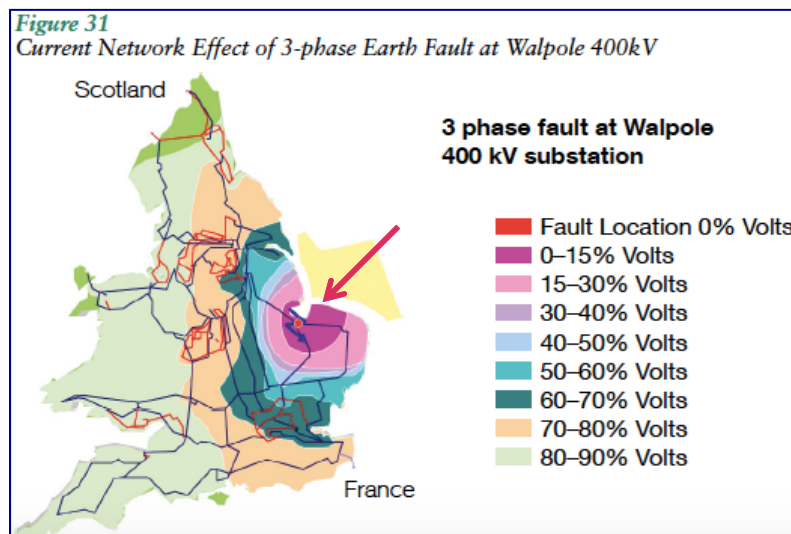 Figure 31
Current Network Effect of 3-phase Earth Fault at Walpole 400kV
Scotland
3 phase fault at Walpole
400 kV substation
Fault Location 0% Volts
0–15% Volts
15–30% Volts
30–40% Volts
40–50% Volts
50–60% Volts
60–70% Volts
70–80% Volts
80–90% Volts
France